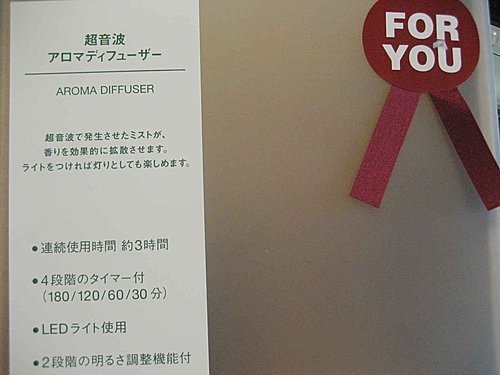 超音波
アロマディフューザー
AROMA DIFFUSER
超音波で発生させたミストが、
香りを効果的に拡散させます。
ライトをつければ灯りとしても楽しめます。
●連続使用時間 約3時間
●4段階のタイマー付
(180/120/60/30分)
●LEDライト使用
●2段階の明るさ調整機能付
FOR
YOU